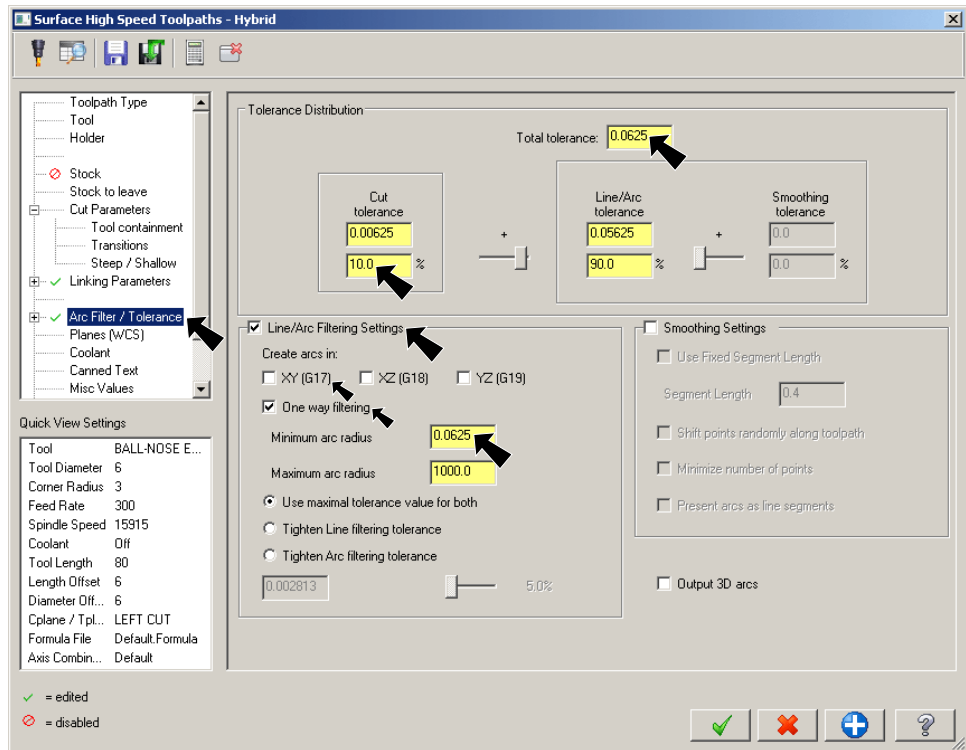 Surface High Speed Toolpaths - Hybrid
Toolpath Type
Tool
Holder
Stock
Stock to leave
Cut Parameters
Tool containment
Transitions
Steep / Shallow
Linking Parameters
Arc Filter / Tolerance
Planes (WCS)
Coolant
Canned Text
Misc Values
Quick View Settings
Tool BALL-NOSE E...
Tool Diameter 6
Corner Radius 3
Feed Rate 300
Spindle Speed 15915
Coolant Off
Tool Length 80
Length Offset 6
Diameter Off... 6
Cplane / Tpl... LEFT CUT
Formula File Default.Formula
Axis Combin... Default
= edited
= disabled
Tolerance Distribution
Total tolerance: 0.0625
Cut
tolerance
0.00625
10.0 %
+
Line/Arc
tolerance
0.05625
90.0 %
+
Smoothing
tolerance
0.0
0.0 %
Line/Arc Filtering Settings
Create arcs in:
XY (G17) XZ (G18) YZ (G19)
One way filtering
Minimum arc radius 0.0625
Maximum arc radius 1000.0
Use maximal tolerance value for both
Tighten Line filtering tolerance
Tighten Arc filtering tolerance
0.002813 5.0%
Smoothing Settings
Use Fixed Segment Length
Segment Length 0.4
Shift points randomly along toolpath
Minimize number of points
Present arcs as line segments
Output 3D arcs